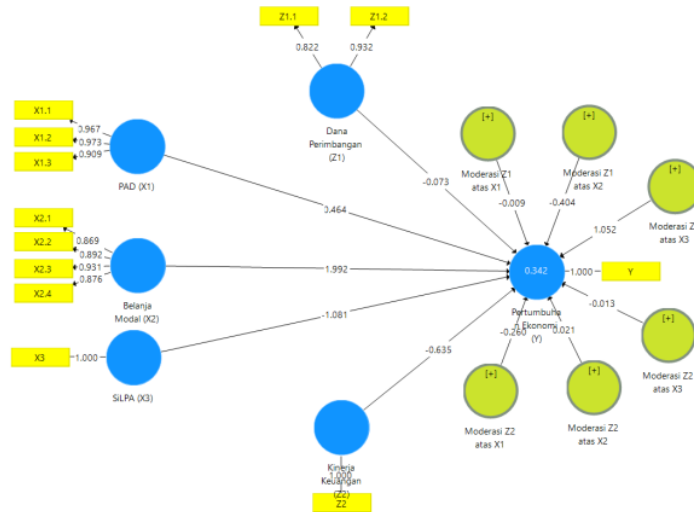 Z1.1
Z1.2
0.822
0.932
Dana
Perimbangan
(Z1)
X1.1
X1.2
X1.3
0.967
0.973
0.909
PAD (X1)
[+]
Moderasi Z1
atas X1
[+]
Moderasi Z1
atas X2
[+]
atas X3
-0.073
-0.009
-0.404
1.052
0.464
X2.1
X2.2
X2.3
X2.4
0.869
0.892
0.931
0.876
Belanja
Modal (X2)
1.992
0.342
1.000
Y
Pertumbuha
n Ekonomi
(Y)
-1.081
X3
1.000
SiLPA (X3)
-0.635
-0.260
0.021
-0.013
[+]
Moderasi Z2
atas X3
[+]
Moderasi Z2
atas X1
[+]
Moderasi Z2
atas X2
Kinerja
Keuangan
(Z2)
1.000
Z2